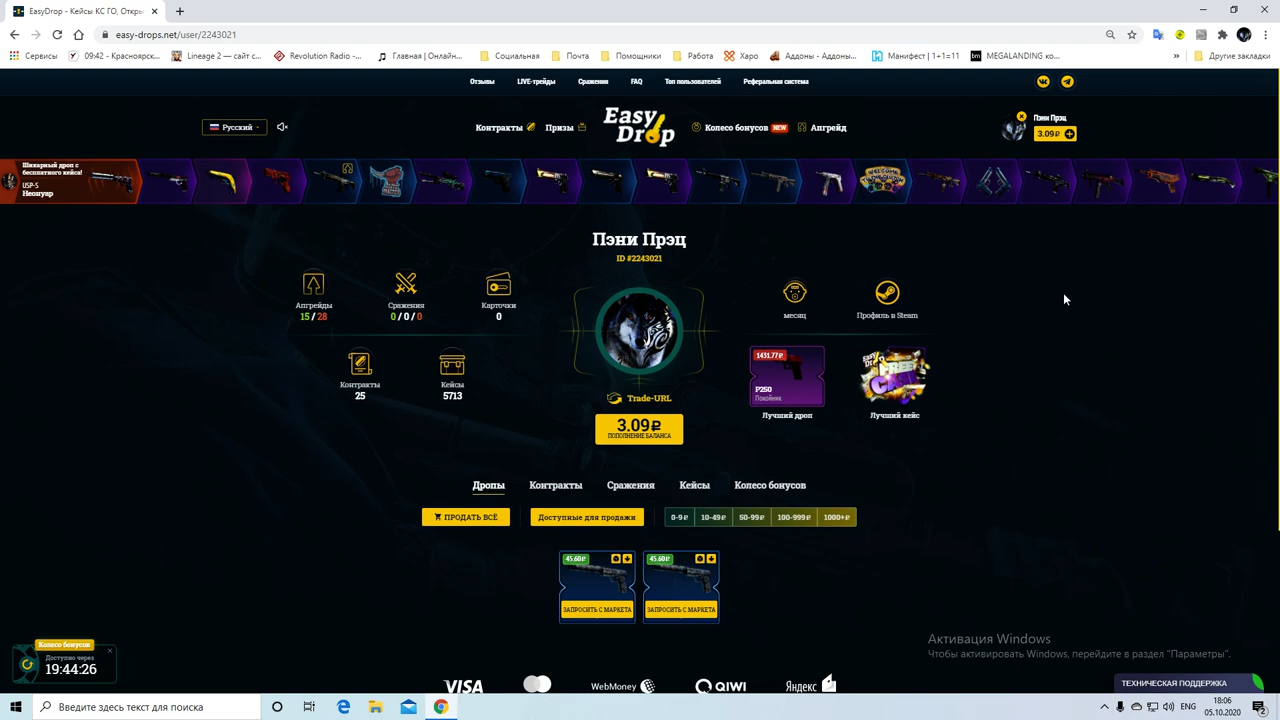 EasyDrop - Кейсы КС ГО, Откры
easy-drops.net/user/2243021
Сервисы
09:42 - Красноярск...
Lineage 2 — сайт с...
Revolution Radio -...
Главная | Онлайн...
Социальная
Почта
Помощники
Работа
Харо
Аддоны - Аддоны...
Манифест | 1+1=11
MEGALANDING ко...
Другие закладки
Отзывы
LIVE-трейды
Сражения
FAQ
Топ пользователей
Реферальная система
Русский
Контракты
Призы
Easy Drop
Колесо бонусов NEW
Апгрейд
Пэни Прэц
3.09₽
Шикарный дроп с
бесплатного кейса!
USP-S
Неонуар
Пэни Прэц
ID #2243021
Апгрейды
15 / 28
Сражения
0 / 0 / 0
Карточки
0
Контракты
25
Кейсы
5713
месяц
Профиль в Steam
1431.77₽
P250
Покойник
Лучший дроп
Easy Drop
FREE CASE
Лучший кейс
Trade-URL
3.09₽
ПОПОЛНЕНИЕ БАЛАНСА
Дропы
Контракты
Сражения
Кейсы
Колесо бонусов
ПРОДАТЬ ВСЁ
Доступные для продажи
0-9₽
10-49₽
50-99₽
100-999₽
1000+₽
45.60₽
45.60₽
ЗАПРОСИТЬ С МАРКЕТА
ЗАПРОСИТЬ С МАРКЕТА
Колесо бонусов
Доступно через
19:44:26
Активация Windows
Чтобы активировать Windows, перейдите в раздел "Параметры".
VISA
WebMoney
QIWI
Яндекс
ТЕХНИЧЕСКАЯ ПОДДЕРЖКА
Введите здесь текст для поиска
ENG
18:06
05.10.2020
2